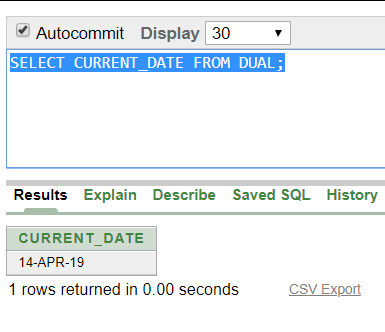 Autocommit Display 30
SELECT CURRENT_DATE FROM DUAL;
Results Explain Describe Saved SQL History
CURRENT_DATE
14-APR-19
1 rows returned in 0.00 seconds CSV Export